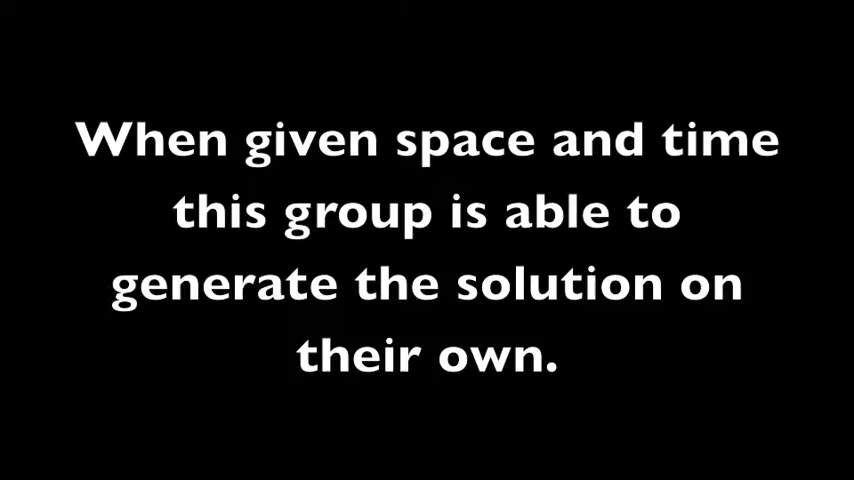 When given space and time
this group is able to
generate the solution on
their own.